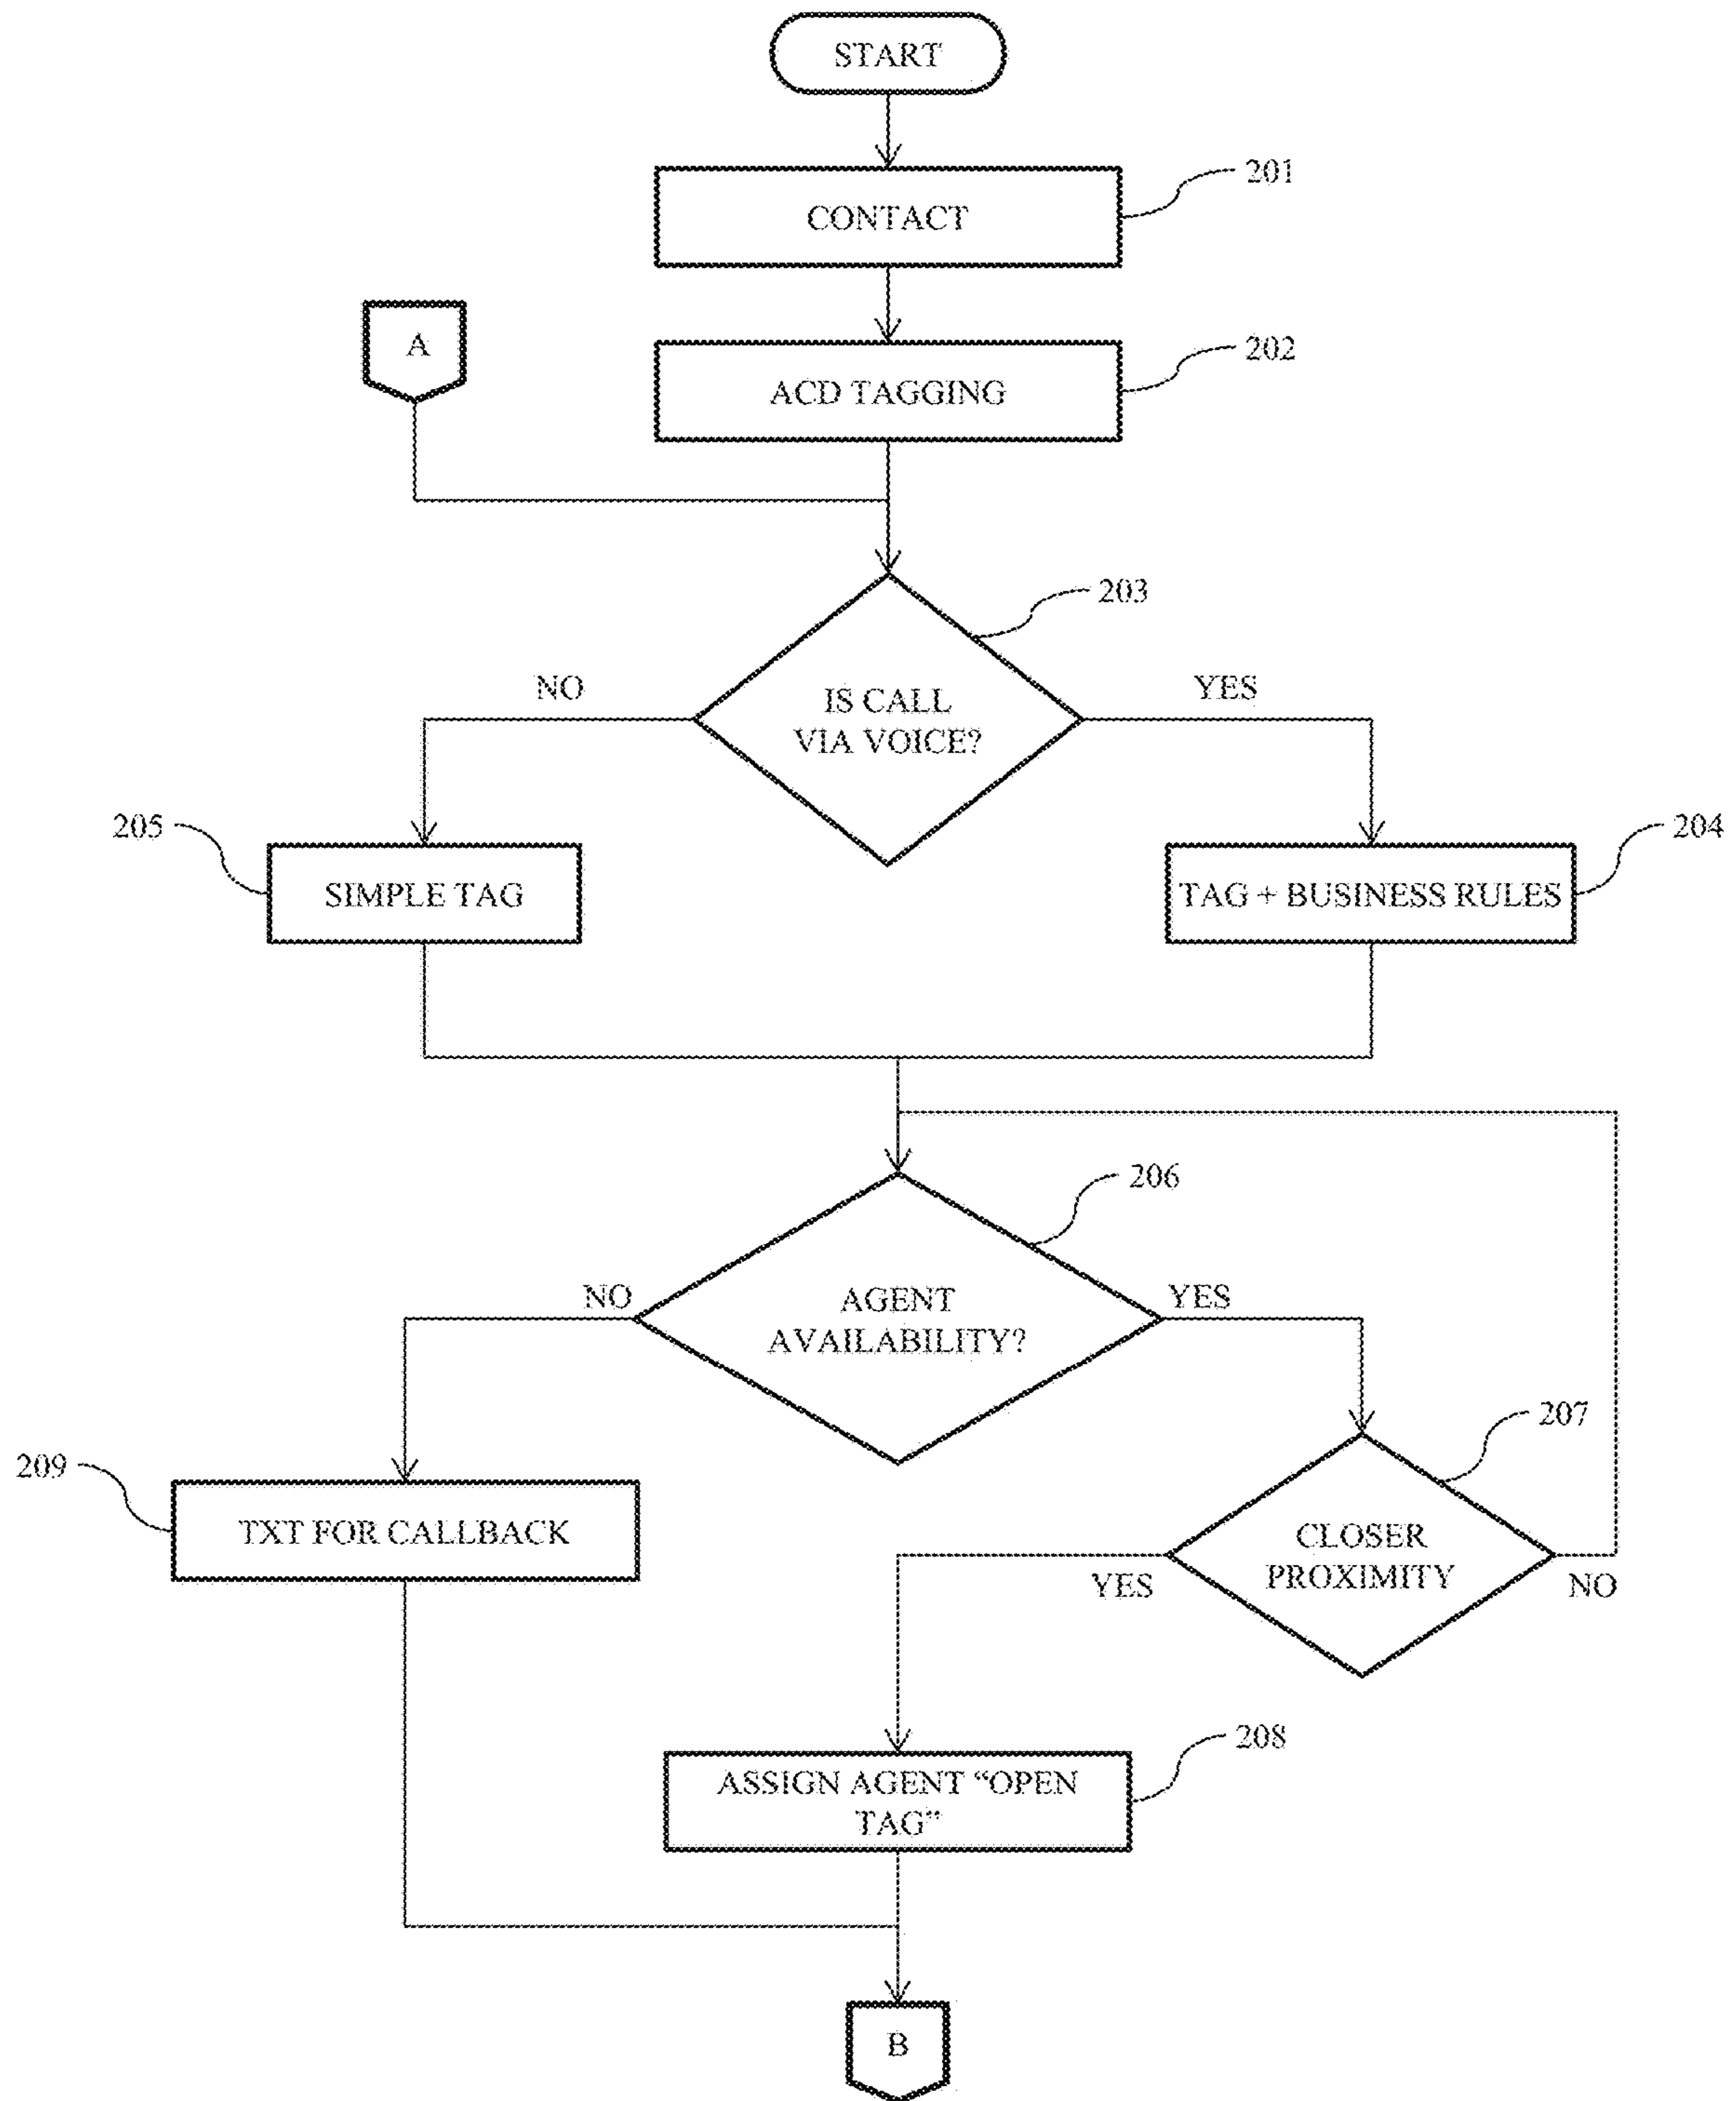 START
201
CONTACT
A
202
ACD TAGGING
203
NO
YES
IS CALL
VIA VOICE?
205
204
SIMPLE TAG
TAG + BUSINESS RULES
206
NO
YES
AGENT
AVAILABILITY?
207
209
TXT FOR CALLBACK
CLOSER
PROXIMITY
YES
NO
208
ASSIGN AGENT “OPEN
TAG”
B